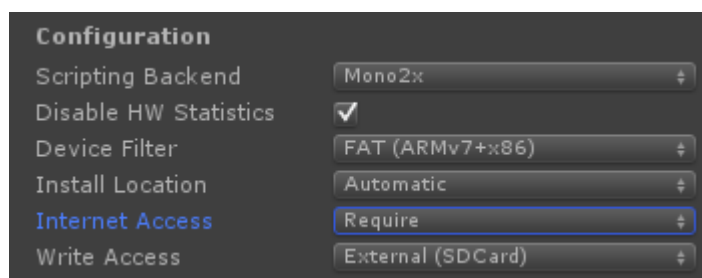 Configuration
Scripting Backend Mono2x
Disable HW Statistics
Device Filter FAT (ARMv7+x86)
Install Location Automatic
Internet Access Require
Write Access External (SDCard)